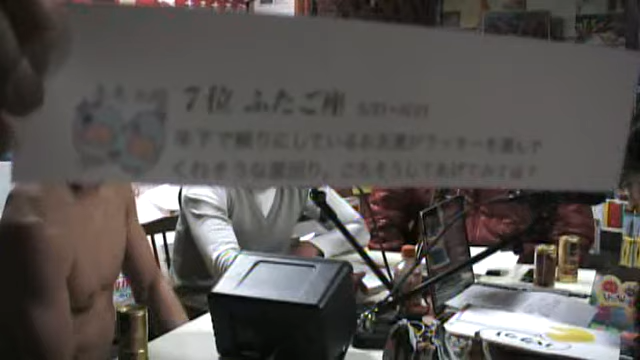 7位 ふたご座
年下で頼りにしているお友達がラッキーを運んで
くれそうな星回り。ごちそうしてあげてみては?